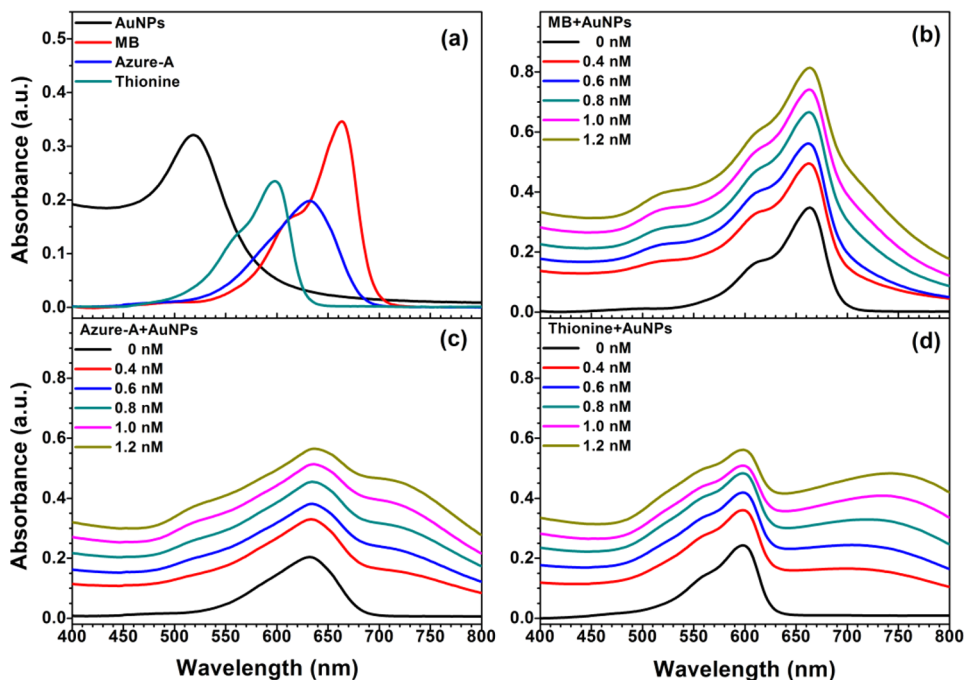 AuNPs
MB
Azure-A
Thionine
(a)
0.5
0.4
0.3
0.2
0.1
0.0
Absorbance (a.u.)
MB+AuNPs
0 nM
0.4 nM
0.6 nM
0.8 nM
1.0 nM
1.2 nM
(b)
0.8
0.6
0.4
0.2
0.0
Azure-A+AuNPs
0 nM
0.4 nM
0.6 nM
0.8 nM
1.0 nM
1.2 nM
(c)
0.8
0.6
0.4
0.2
0.0
Absorbance (a.u.)
400 450 500 550 600 650 700 750 800
Wavelength (nm)
Thionine+AuNPs
0 nM
0.4 nM
0.6 nM
0.8 nM
1.0 nM
1.2 nM
(d)
0.8
0.6
0.4
0.2
0.0
400 450 500 550 600 650 700 750 800
Wavelength (nm)